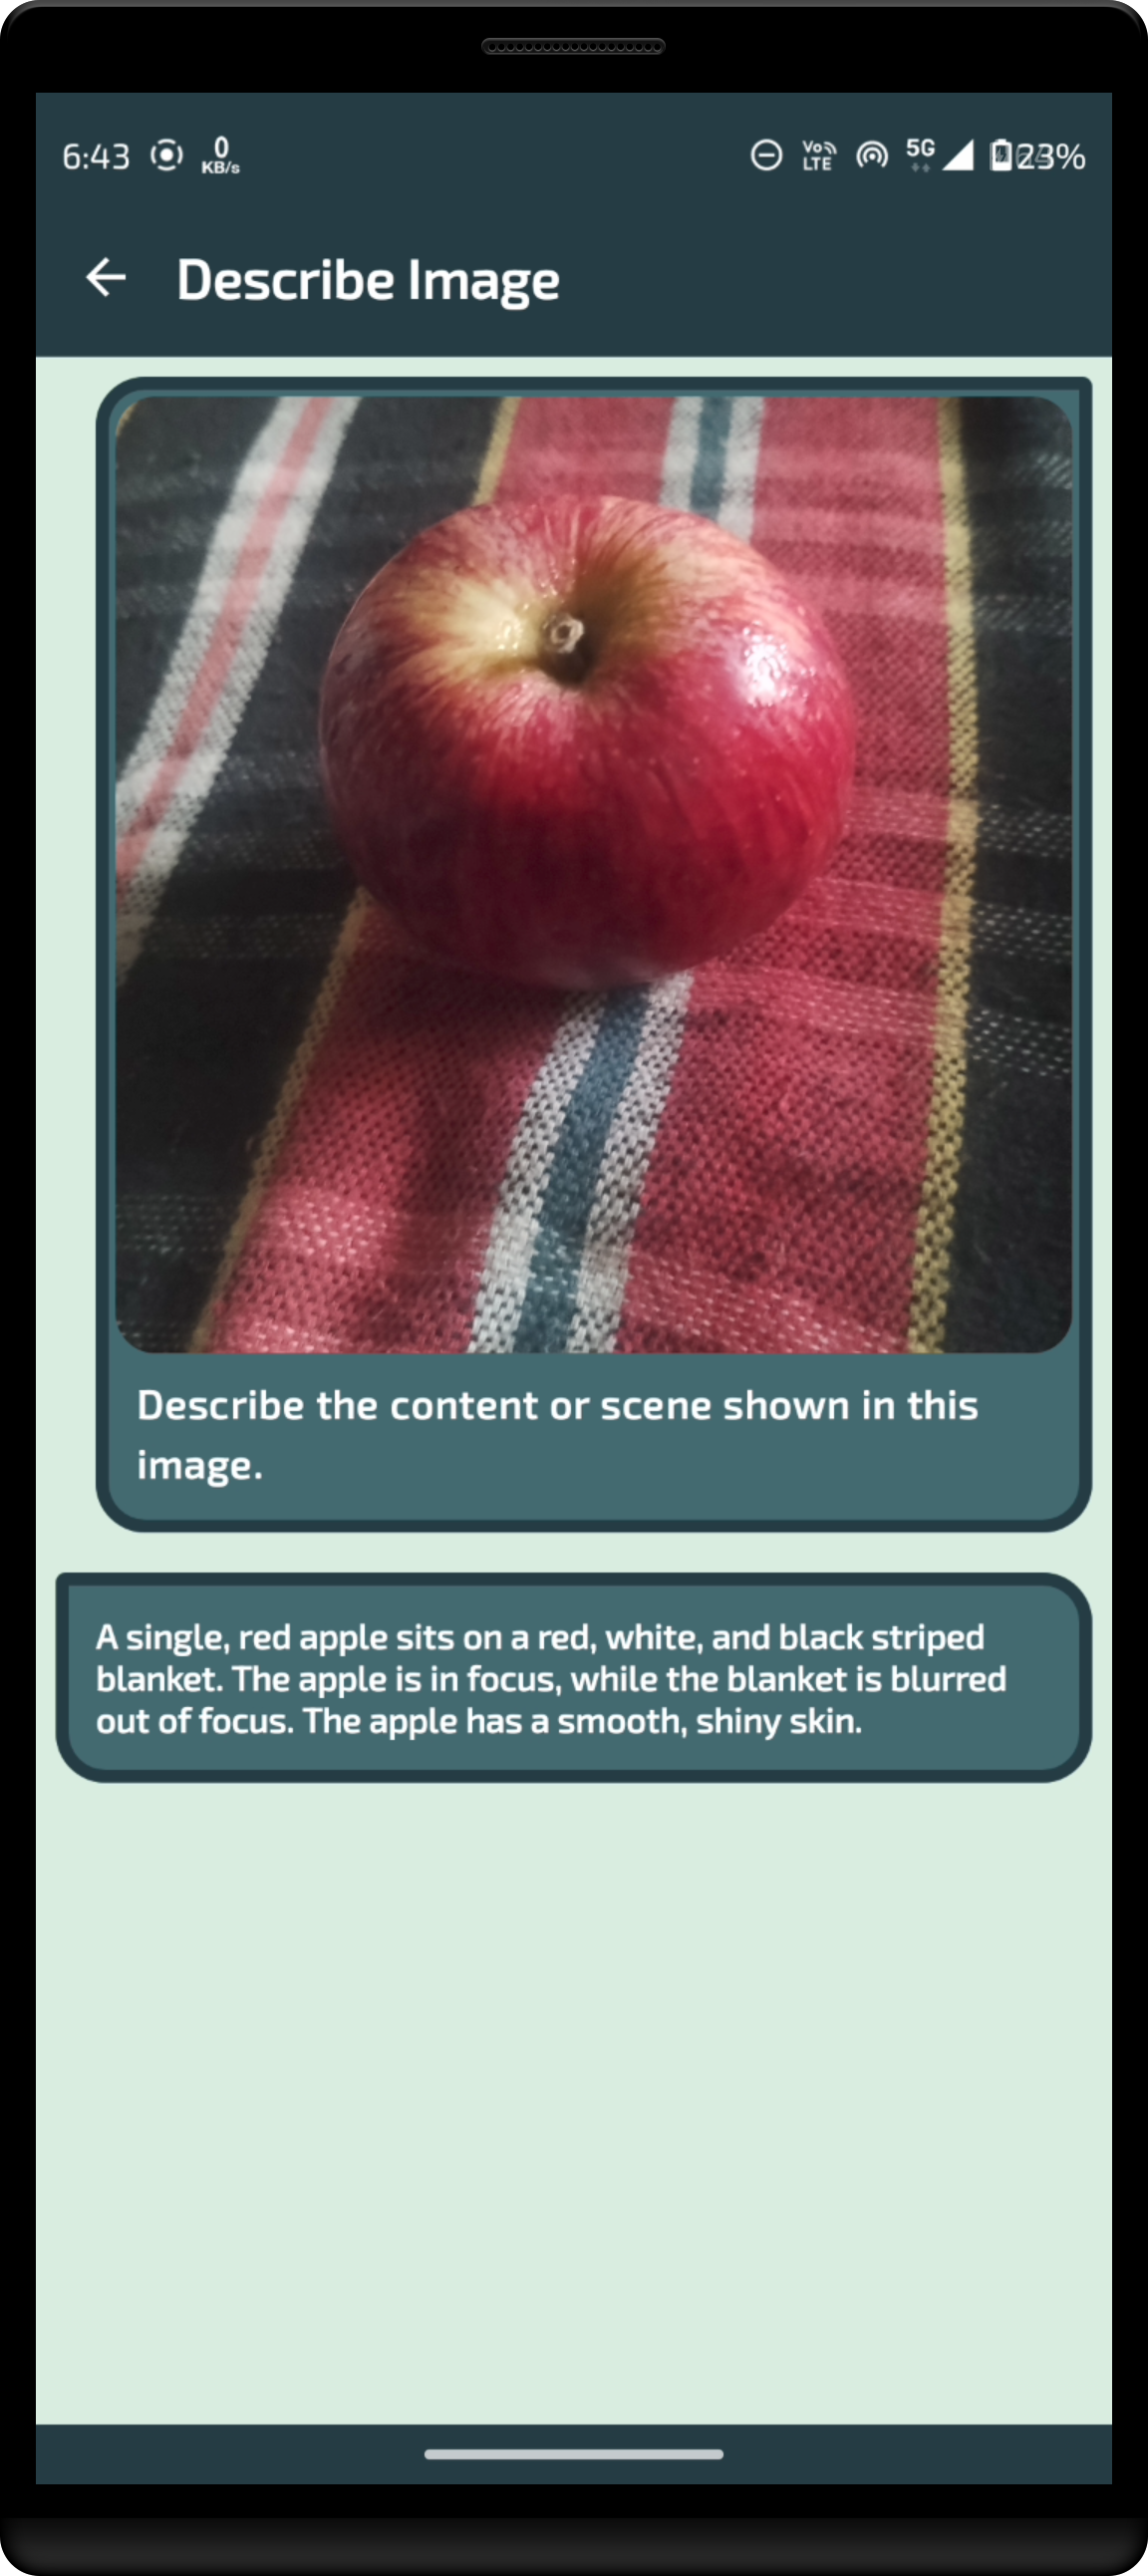 6:43 0 KB/s Vo LTE 5G 23%
Describe Image
Describe the content or scene shown in this
image.
A single, red apple sits on a red, white, and black striped
blanket. The apple is in focus, while the blanket is blurred
out of focus. The apple has a smooth, shiny skin.